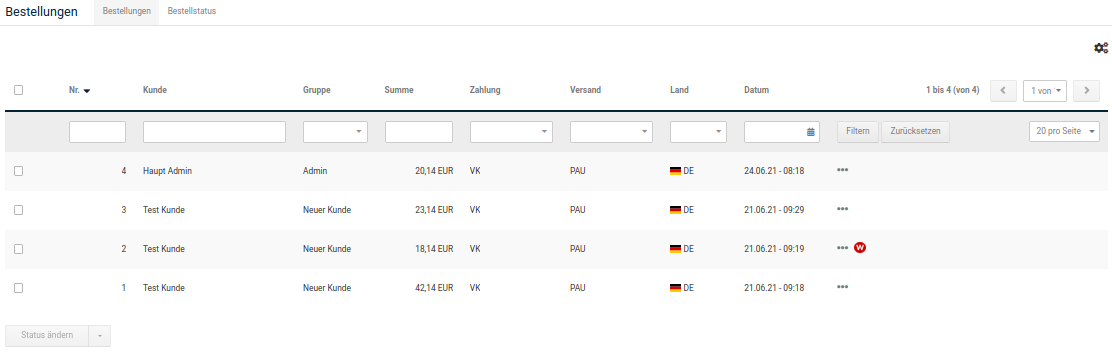 Bestellungen Bestellungen Bestellstatus
Nr. Kunde Gruppe Summe Zahlung Versand Land Datum 1 bis 4 (von 4) 1 von
Filtern Zurücksetzen 20 pro Seite
4 Haupt Admin Admin 20,14 EUR VK PAU DE 24.06.21 - 08:18
3 Test Kunde Neuer Kunde 23,14 EUR VK PAU DE 21.06.21 - 09:29
2 Test Kunde Neuer Kunde 18,14 EUR VK PAU DE 21.06.21 - 09:19 W
1 Test Kunde Neuer Kunde 42,14 EUR VK PAU DE 21.06.21 - 09:18
Status ändern